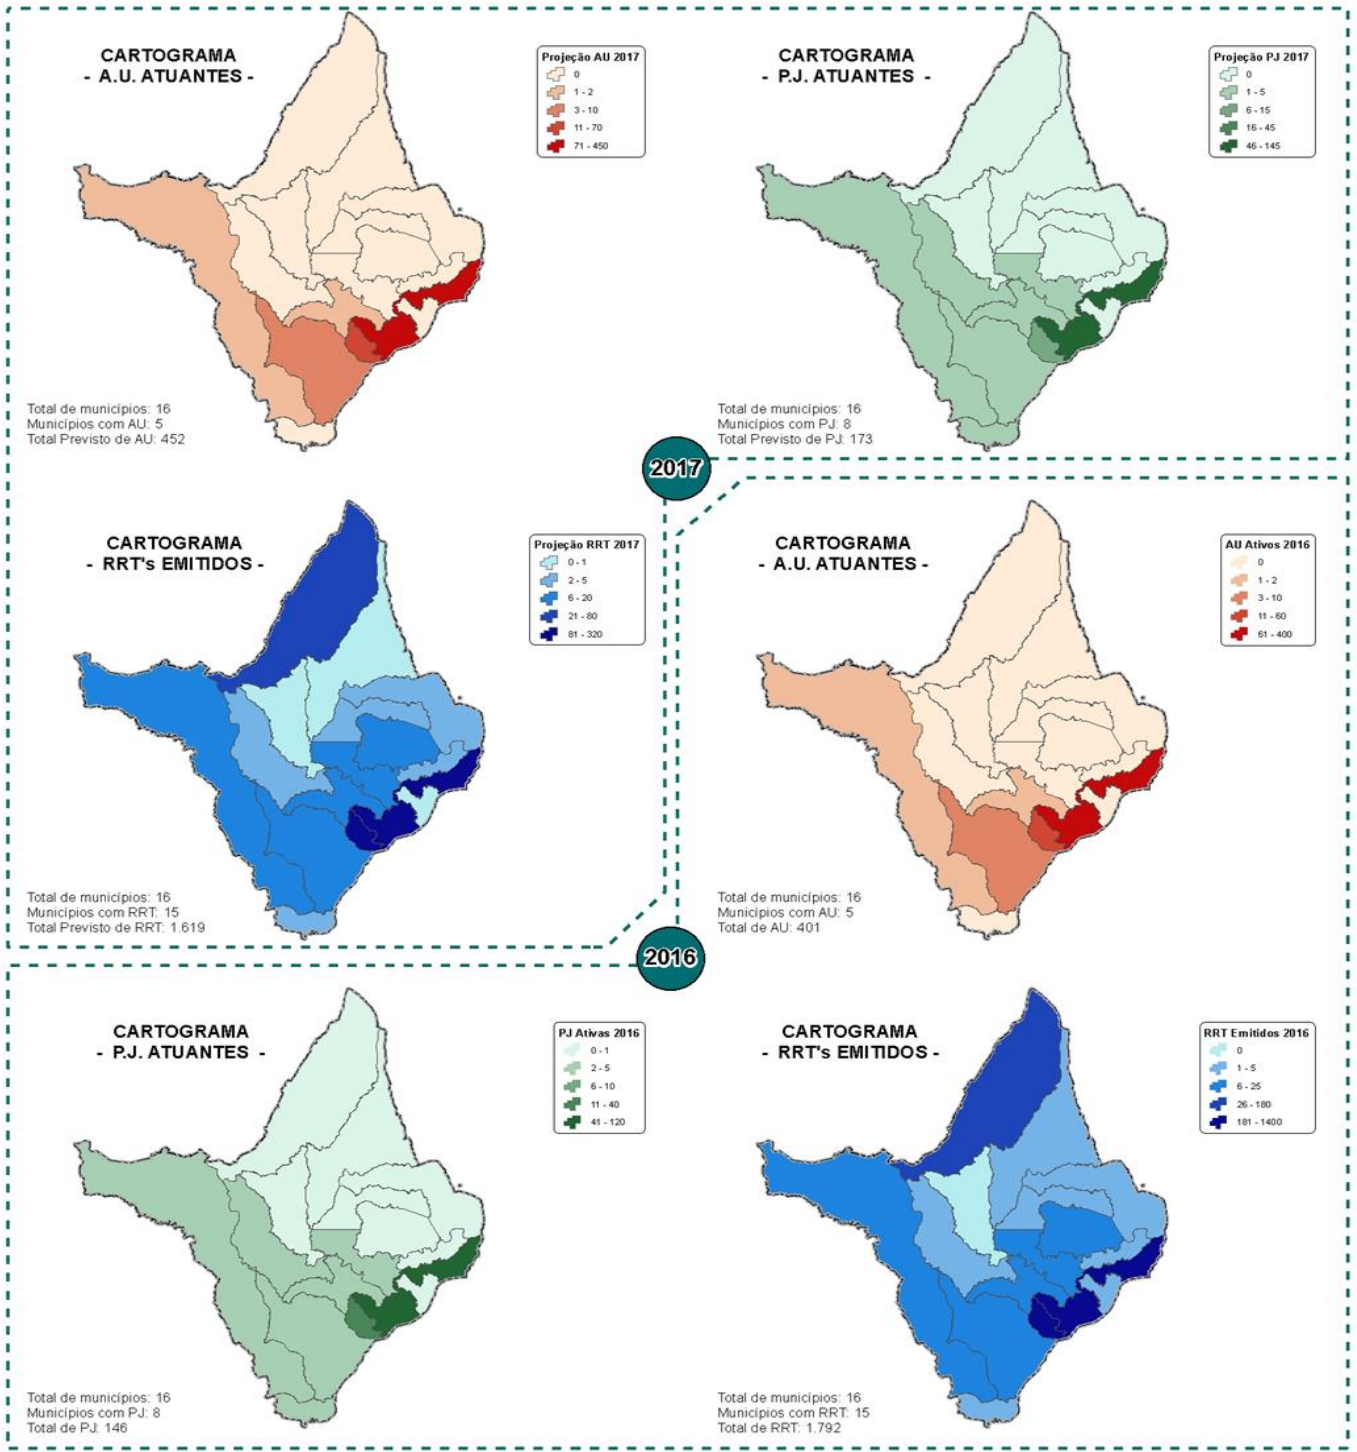 CARTOGRAMA
- A.U. ATUANTES -
Projeção AU 2017
0
1 - 2
3 - 10
11 - 70
71 - 450
Total de municípios: 16
Municípios com AU: 5
Total Previsto de AU: 452
CARTOGRAMA
- P.J. ATUANTES -
Projeção PJ 2017
0
1 - 5
6 - 15
16 - 45
46 - 145
Total de municípios: 16
Municípios com PJ: 8
Total Previsto de PJ: 173
2017
CARTOGRAMA
- RRT's EMITIDOS -
Projeção RRT 2017
0 - 1
2 - 5
6 - 20
21 - 80
81 - 320
Total de municípios: 16
Municípios com RRT: 15
Total Previsto de RRT: 1.619
CARTOGRAMA
- A.U. ATUANTES -
AU Ativos 2016
0
1 - 2
3 - 10
11 - 60
61 - 400
Total de municípios: 16
Municípios com AU: 5
Total de AU: 401
2016
CARTOGRAMA
- P.J. ATUANTES -
PJ Ativas 2016
0 - 1
2 - 5
6 - 10
11 - 40
41 - 120
Total de municípios: 16
Municípios com PJ: 8
Total de PJ: 146
CARTOGRAMA
- RRT's EMITIDOS -
RRT Emitidos 2016
0
1 - 5
6 - 25
26 - 180
181 - 1400
Total de municípios: 16
Municípios com RRT: 15
Total de RRT: 1.792